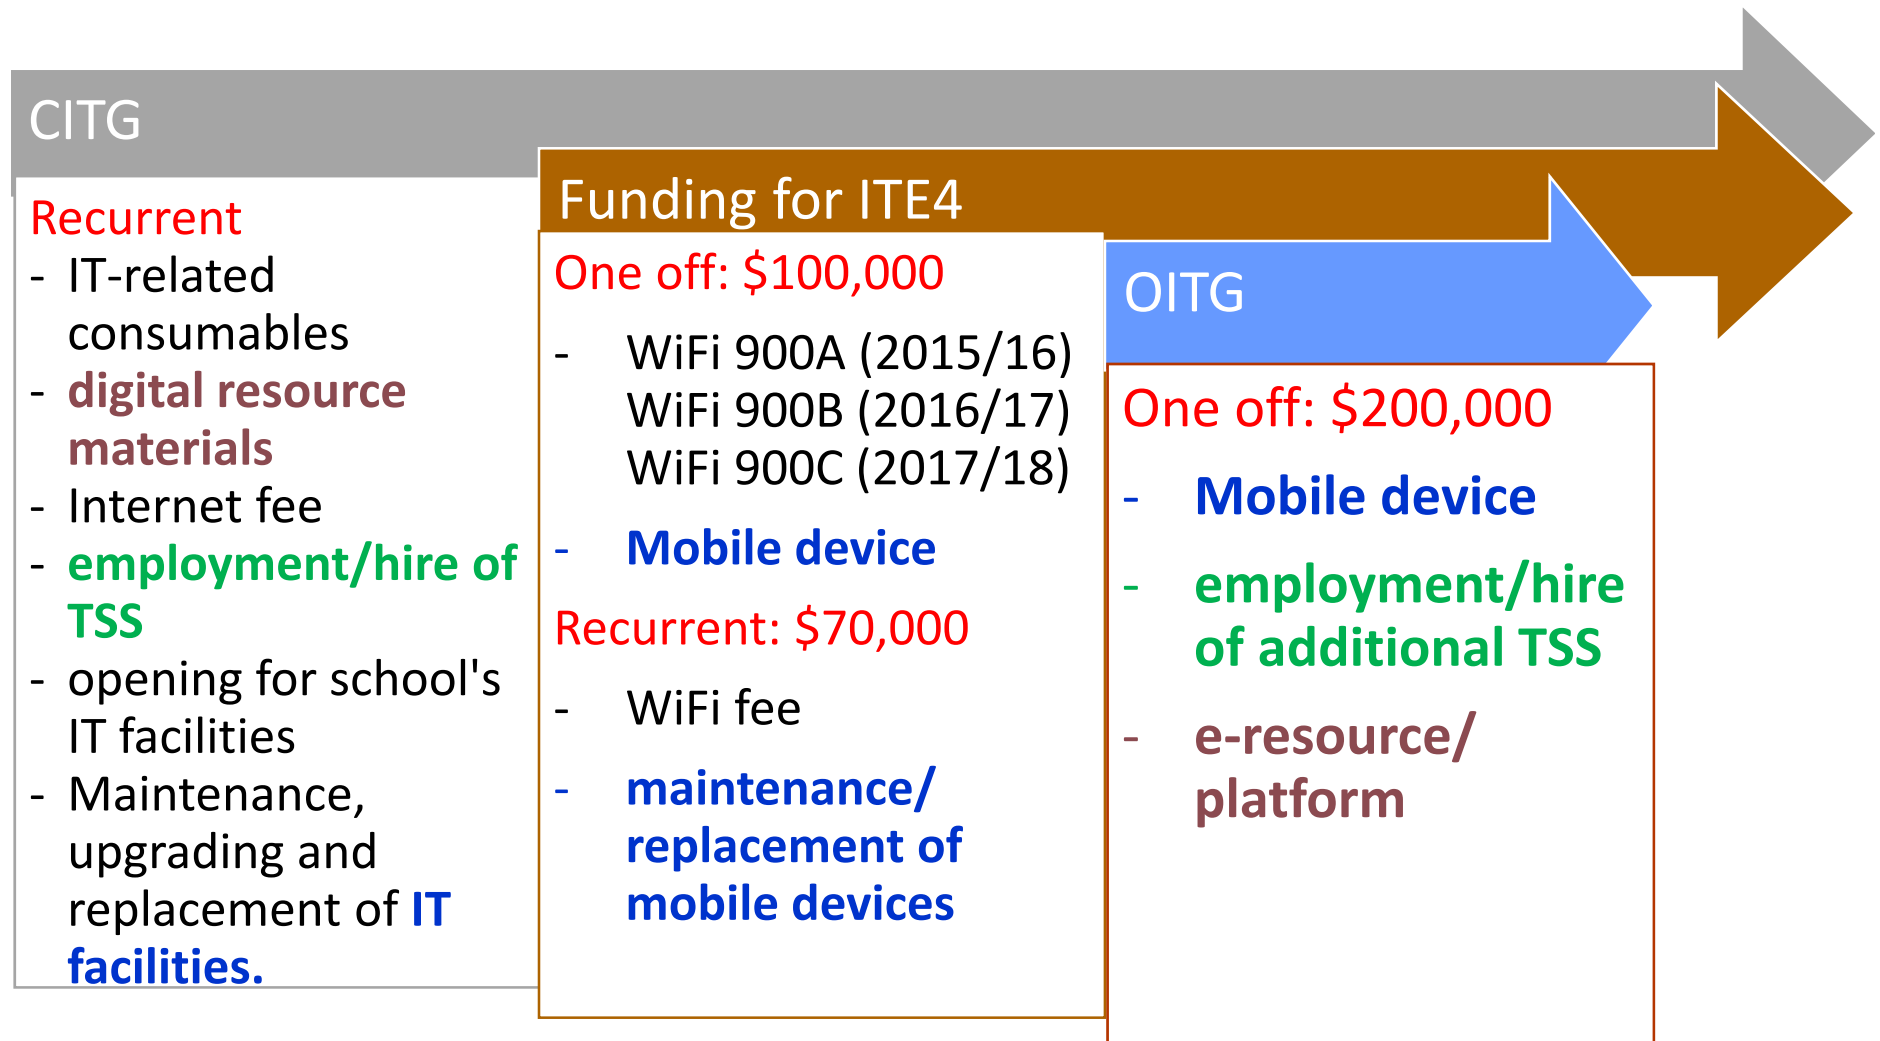 CITG
Recurrent
- IT-related
consumables
- digital resource
materials
- Internet fee
- employment/hire of
TSS
- opening for school's
IT facilities
- Maintenance,
upgrading and
replacement of IT
facilities.
Funding for ITE4
One off: $100,000
- WiFi 900A (2015/16)
WiFi 900B (2016/17)
WiFi 900C (2017/18)
- Mobile device
Recurrent: $70,000
- WiFi fee
- maintenance/
replacement of
mobile devices
OITG
One off: $200,000
- Mobile device
- employment/hire
of additional TSS
- e-resource/
platform